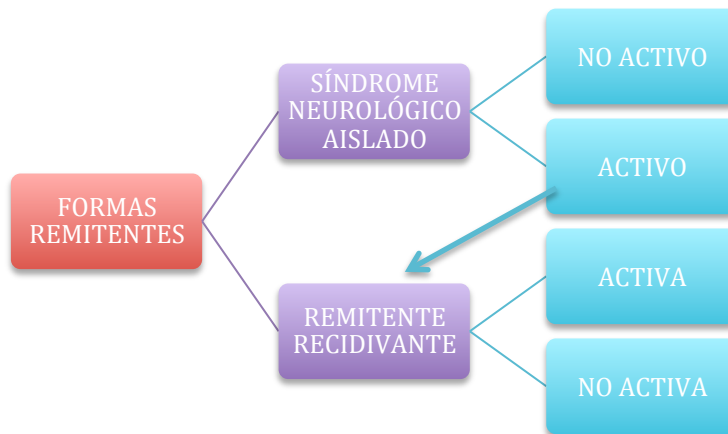 FORMAS
REMITENTES
SÍNDROME
NEUROLÓGICO
AISLADO
NO ACTIVO
ACTIVO
REMITENTE
RECIDIVANTE
ACTIVA
NO ACTIVA